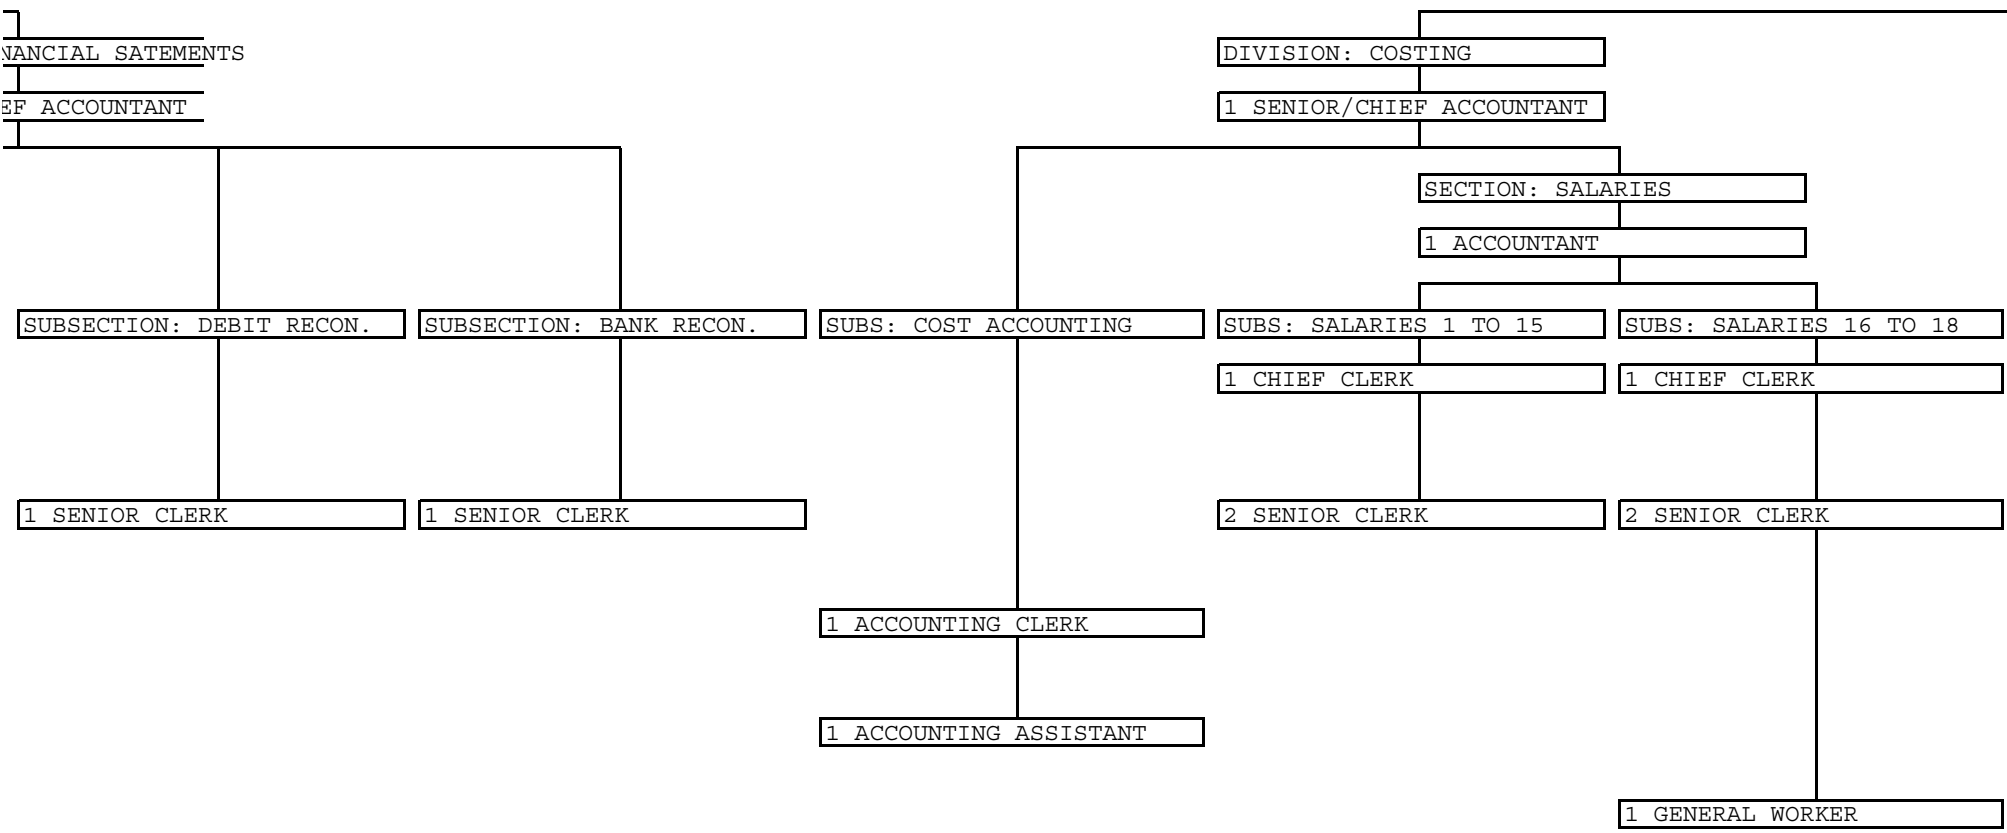 NANCIAL SATEMENTS
EF ACCOUNTANT
SUBSECTION: DEBIT RECON.
1 SENIOR CLERK
SUBSECTION: BANK RECON.
1 SENIOR CLERK
DIVISION: COSTING
1 SENIOR/CHIEF ACCOUNTANT
SUBS: COST ACCOUNTING
1 ACCOUNTING CLERK
1 ACCOUNTING ASSISTANT
SECTION: SALARIES
1 ACCOUNTANT
SUBS: SALARIES 1 TO 15
1 CHIEF CLERK
2 SENIOR CLERK
SUBS: SALARIES 16 TO 18
1 CHIEF CLERK
2 SENIOR CLERK
1 GENERAL WORKER